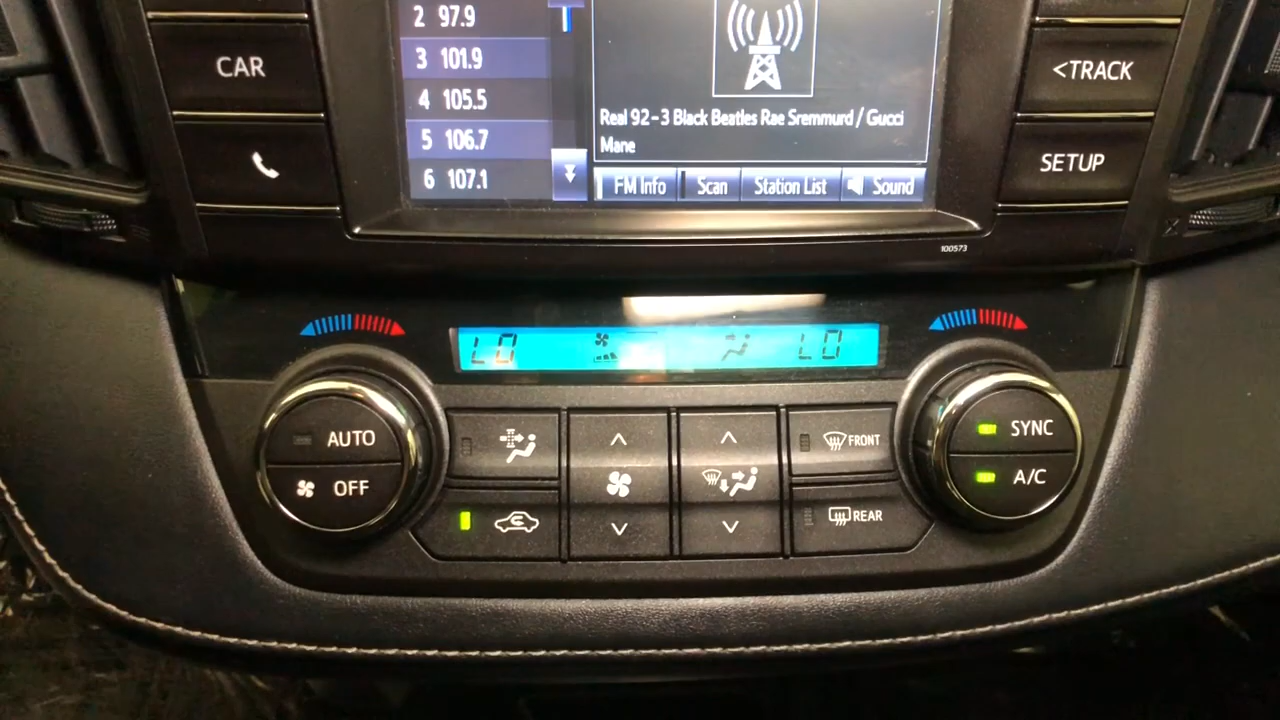 CAR
2 97.9
3 101.9
4 105.5
5 106.7
6 107.1
Real 92-3 Black Beatles Rae Sremmurd / Gucci
Mane
FM Info
Scan
Station List
Sound
<TRACK
SETUP
100573
LO
LO
AUTO
OFF
FRONT
REAR
SYNC
A/C